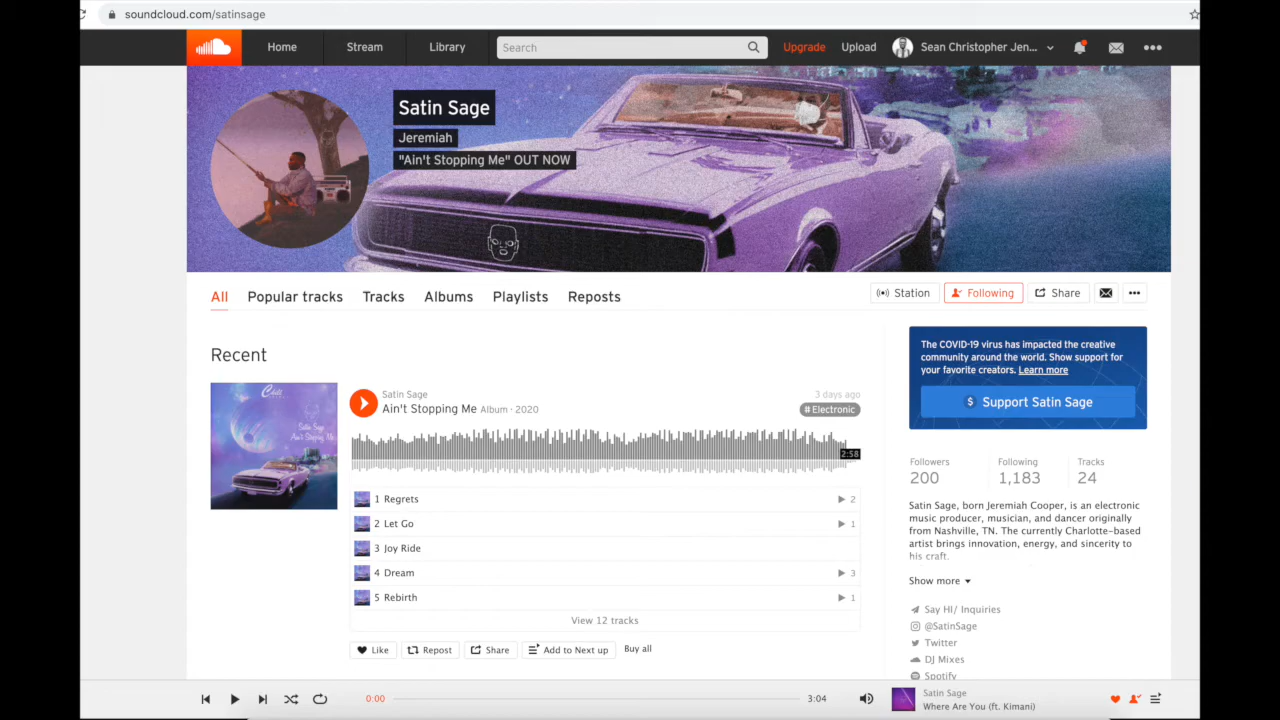 soundcloud.com/satinsage
Home Stream Library Search Upgrade Upload Sean Christopher Jen...
Satin Sage
Jeremiah
"Ain't Stopping Me" OUT NOW
All Popular tracks Tracks Albums Playlists Reposts Station Following Share
Recent
The COVID-19 virus has impacted the creative
community around the world. Show support for
your favorite creators. Learn more
Support Satin Sage
Chill
Satin Sage
Ain't Stopping Me
Satin Sage 3 days ago
Ain't Stopping Me Album · 2020 # Electronic
2:58
1 Regrets 2
2 Let Go 1
3 Joy Ride
4 Dream 3
5 Rebirth 1
View 12 tracks
Like Repost Share Add to Next up Buy all
Followers Following Tracks
200 1,183 24
Satin Sage, born Jeremiah Cooper, is an electronic
music producer, musician, and dancer originally
from Nashville, TN. The currently Charlotte-based
artist brings innovation, energy, and sincerity to
his craft.
Show more
Say HI/ Inquiries
@SatinSage
Twitter
DJ Mixes
Spotify
0:00 3:04
Satin Sage
Where Are You (ft. Kimani)